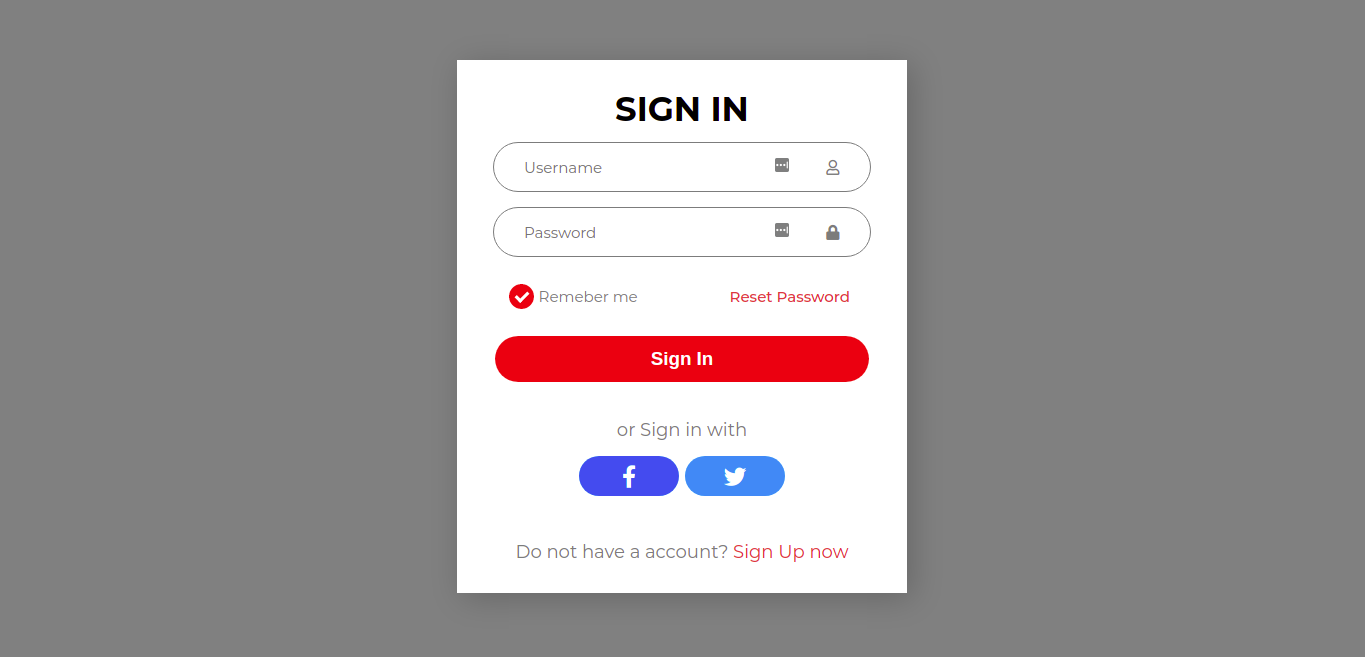 SIGN IN
Username
Password
Remeber me
Reset Password
Sign In
or Sign in with
Do not have a account? Sign Up now